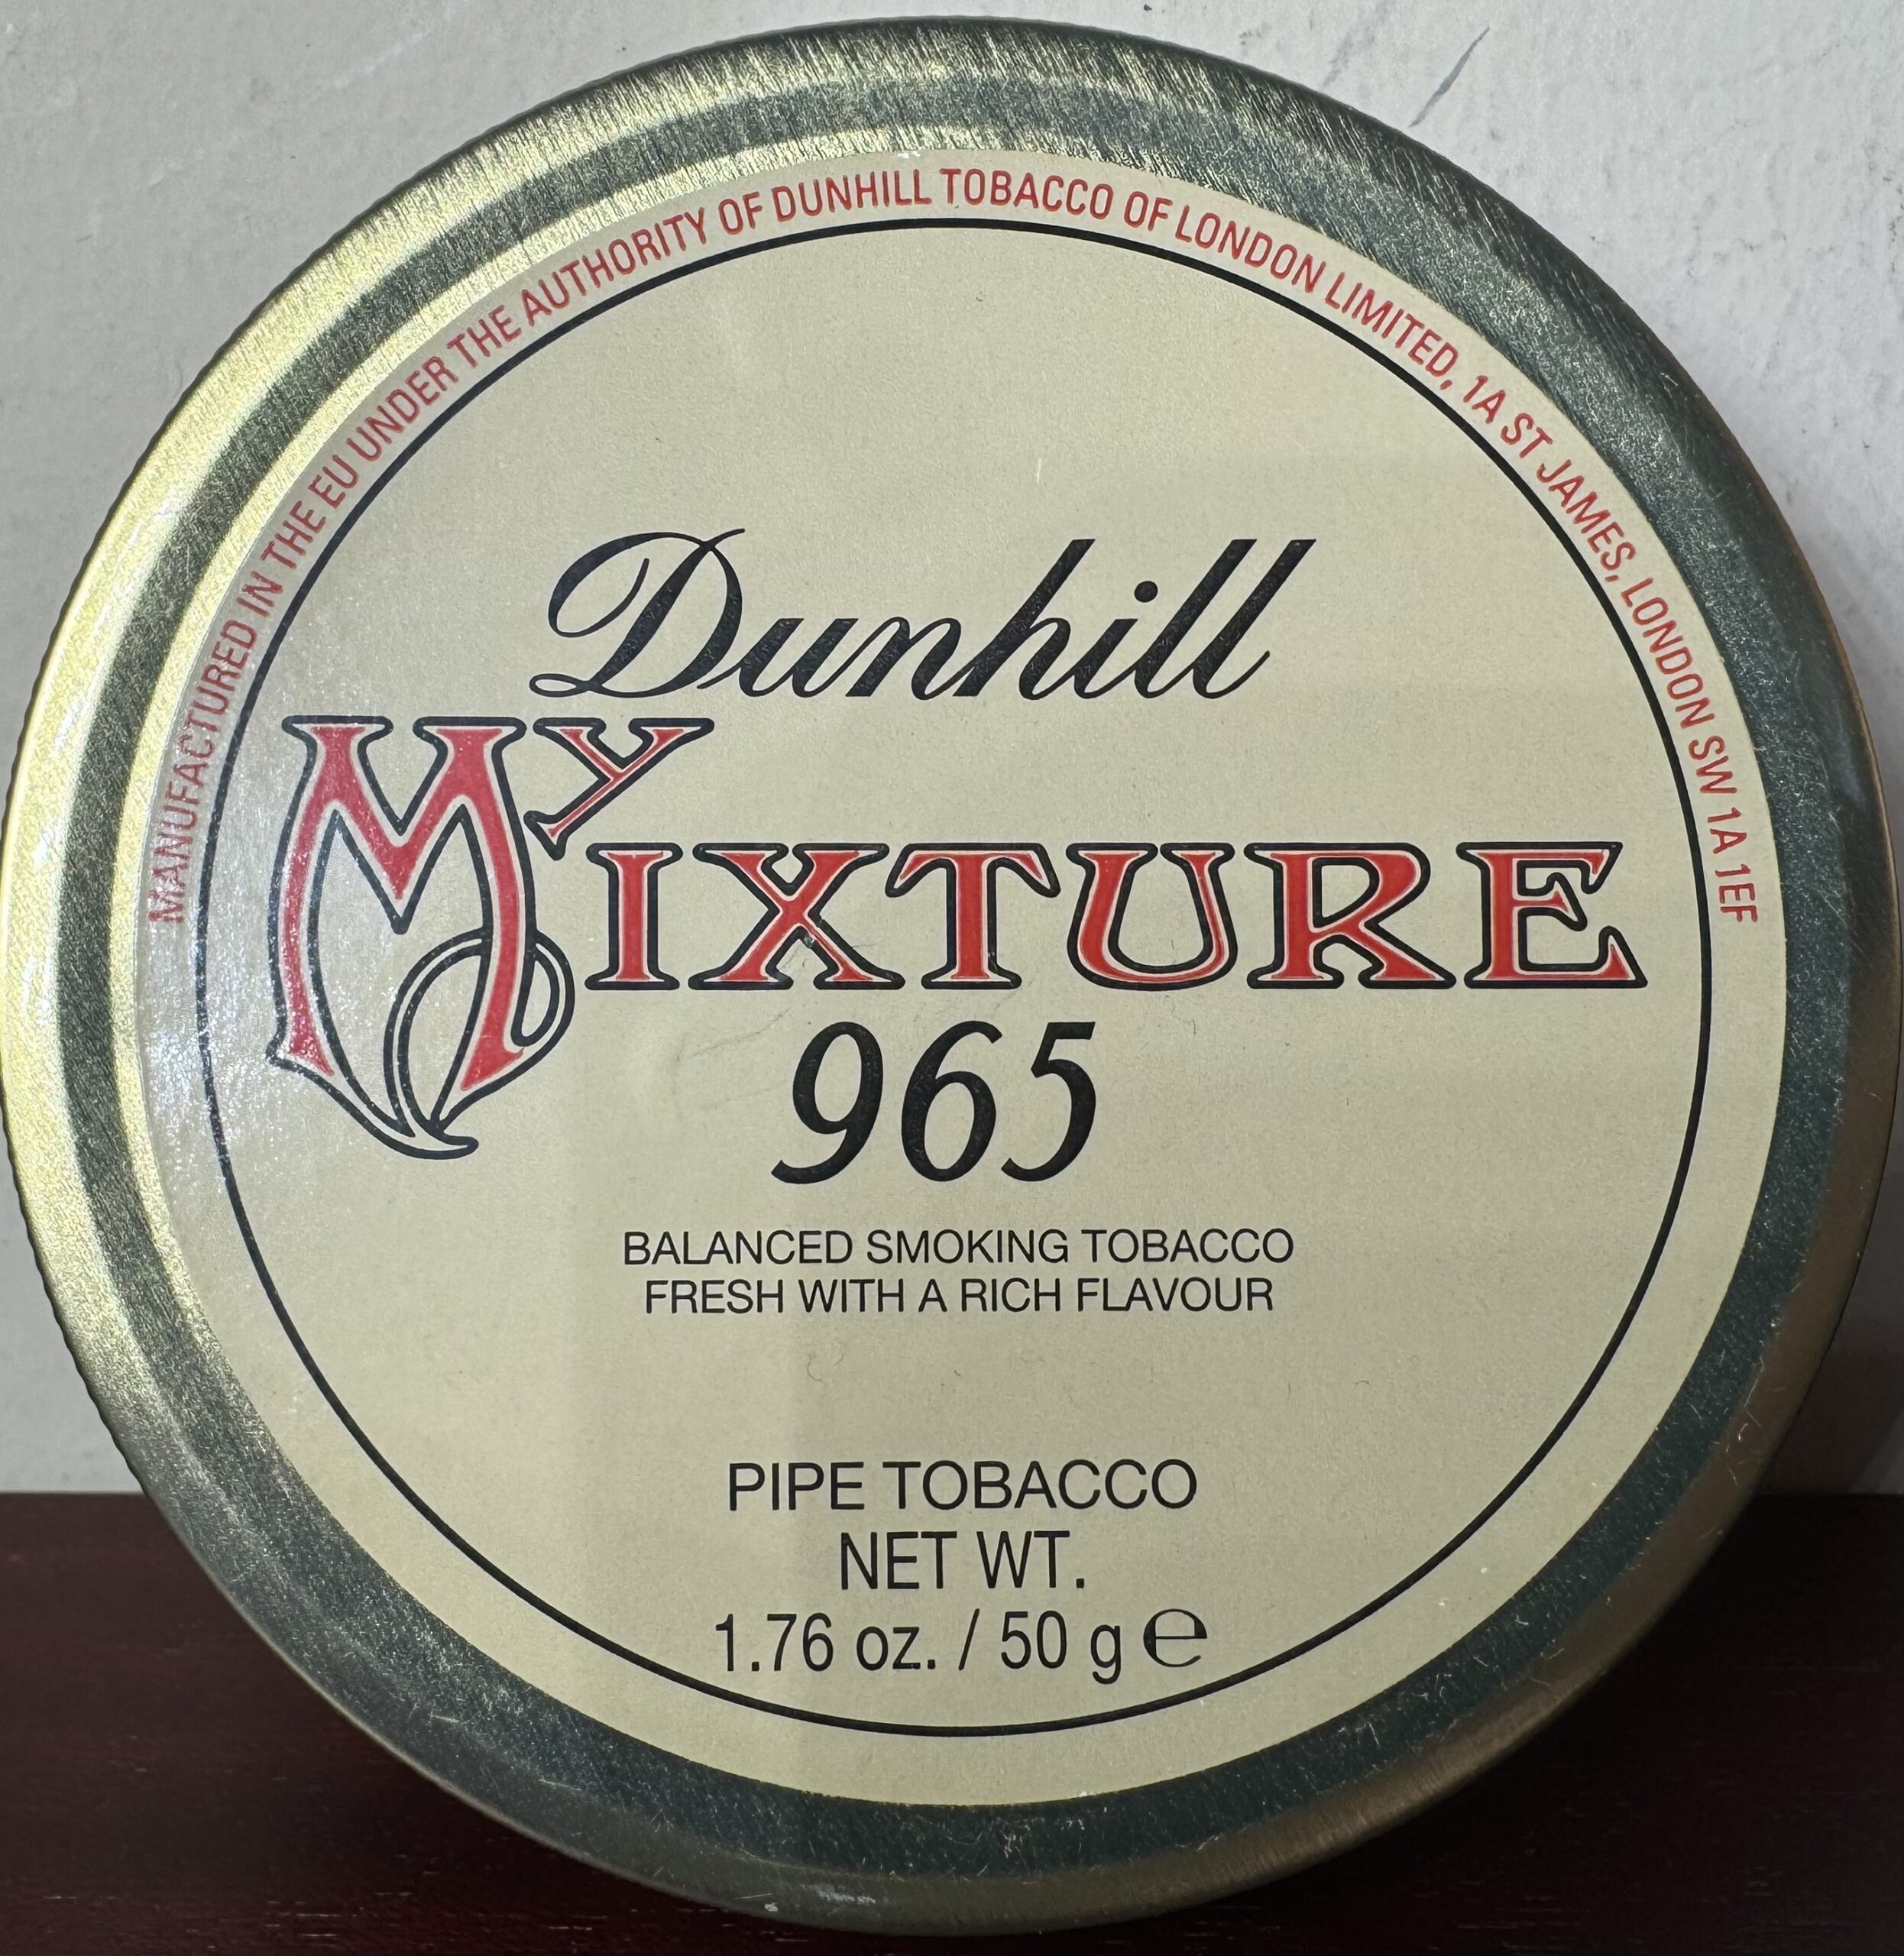 MANUFACTURED IN THE EU UNDER THE AUTHORITY OF DUNHILL TOBACCO OF LONDON LIMITED, 1A ST JAMES, LONDON SW 1A 1EF
Dunhill
MY MIXTURE
965
BALANCED SMOKING TOBACCO
FRESH WITH A RICH FLAVOUR
PIPE TOBACCO
NET WT.
1.76 oz. / 50 g ℮